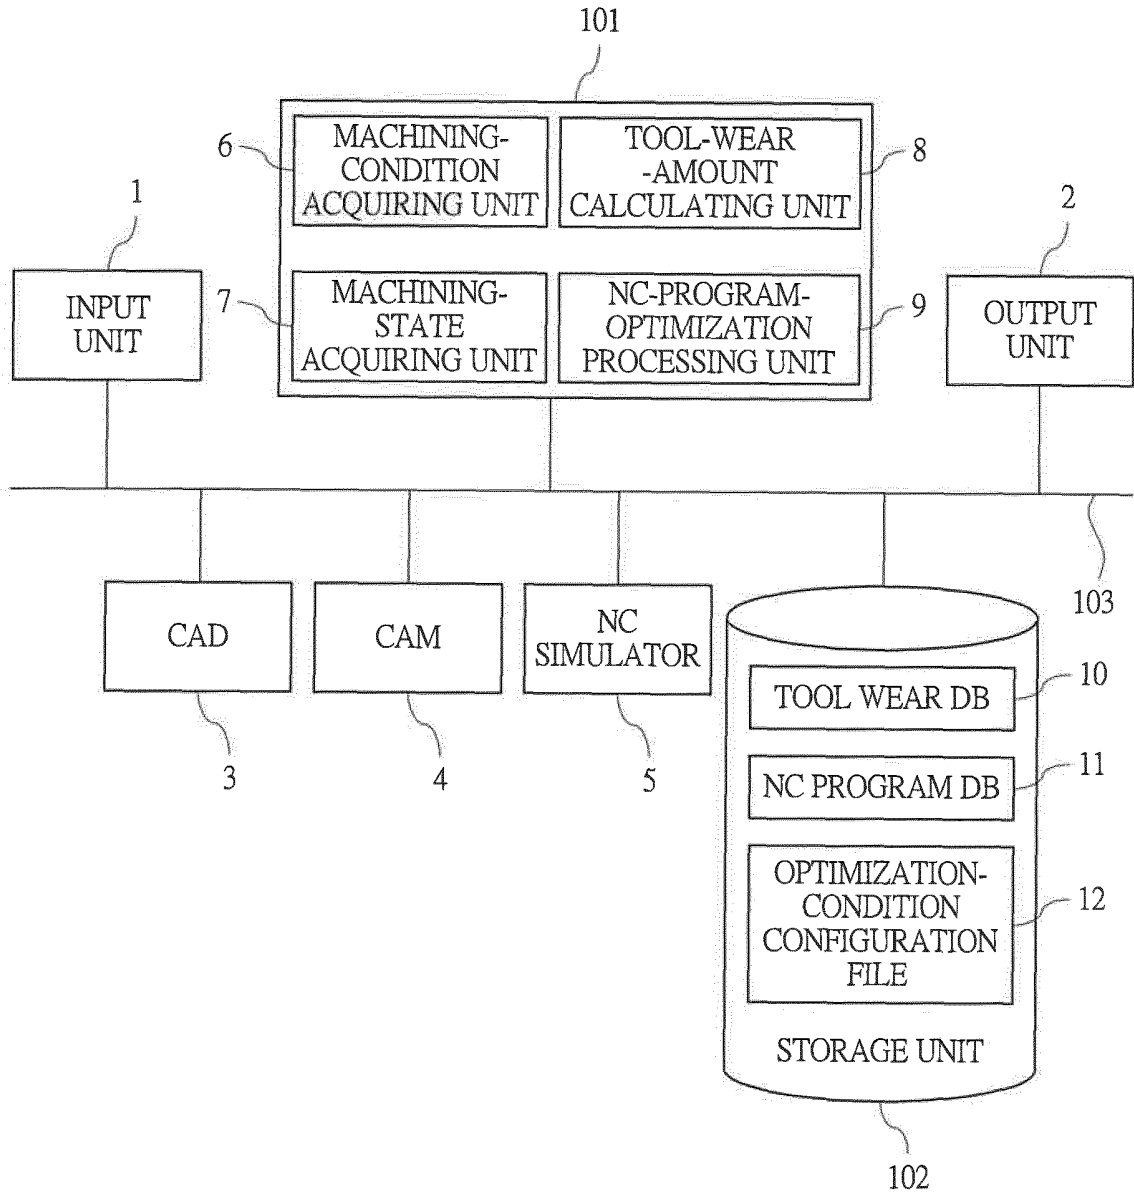 101
6
MACHINING-
CONDITION
ACQUIRING UNIT
TOOL-WEAR
-AMOUNT
CALCULATING UNIT
8
1
2
INPUT
UNIT
7
MACHINING-
STATE
ACQUIRING UNIT
NC-PROGRAM-
OPTIMIZATION
PROCESSING UNIT
9
OUTPUT
UNIT
103
CAD
3
CAM
4
NC
SIMULATOR
5
TOOL WEAR DB
10
NC PROGRAM DB
11
OPTIMIZATION-
CONDITION
CONFIGURATION
FILE
12
STORAGE UNIT
102